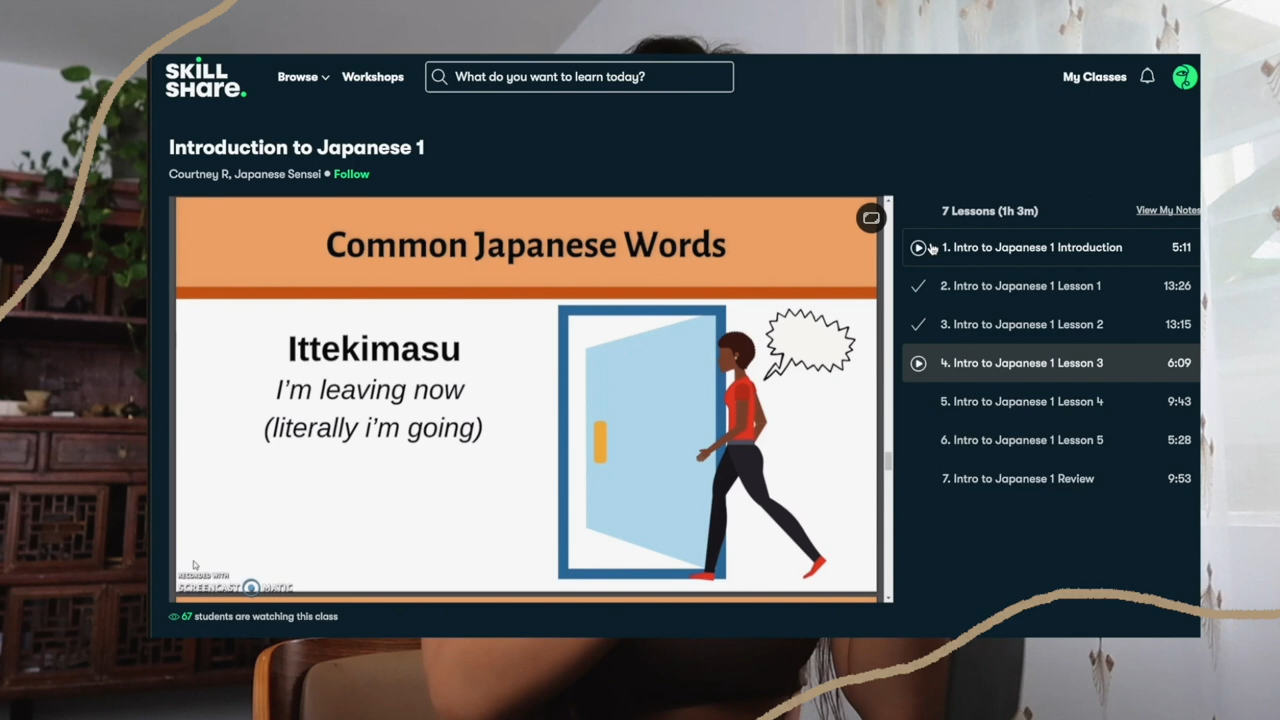 SKILL
SHARE.
Browse
Workshops
What do you want to learn today?
My Classes
Introduction to Japanese 1
Courtney R, Japanese Sensei • Follow
Common Japanese Words
Ittekimasu
I'm leaving now
(literally i'm going)
RECORDED WITH
SCREENCAST MATIC
67 students are watching this class
7 Lessons (1h 3m)
View My Notes
1. Intro to Japanese 1 Introduction 5:11
2. Intro to Japanese 1 Lesson 1 13:26
3. Intro to Japanese 1 Lesson 2 13:15
4. Intro to Japanese 1 Lesson 3 6:09
5. Intro to Japanese 1 Lesson 4 9:43
6. Intro to Japanese 1 Lesson 5 5:28
7. Intro to Japanese 1 Review 9:53